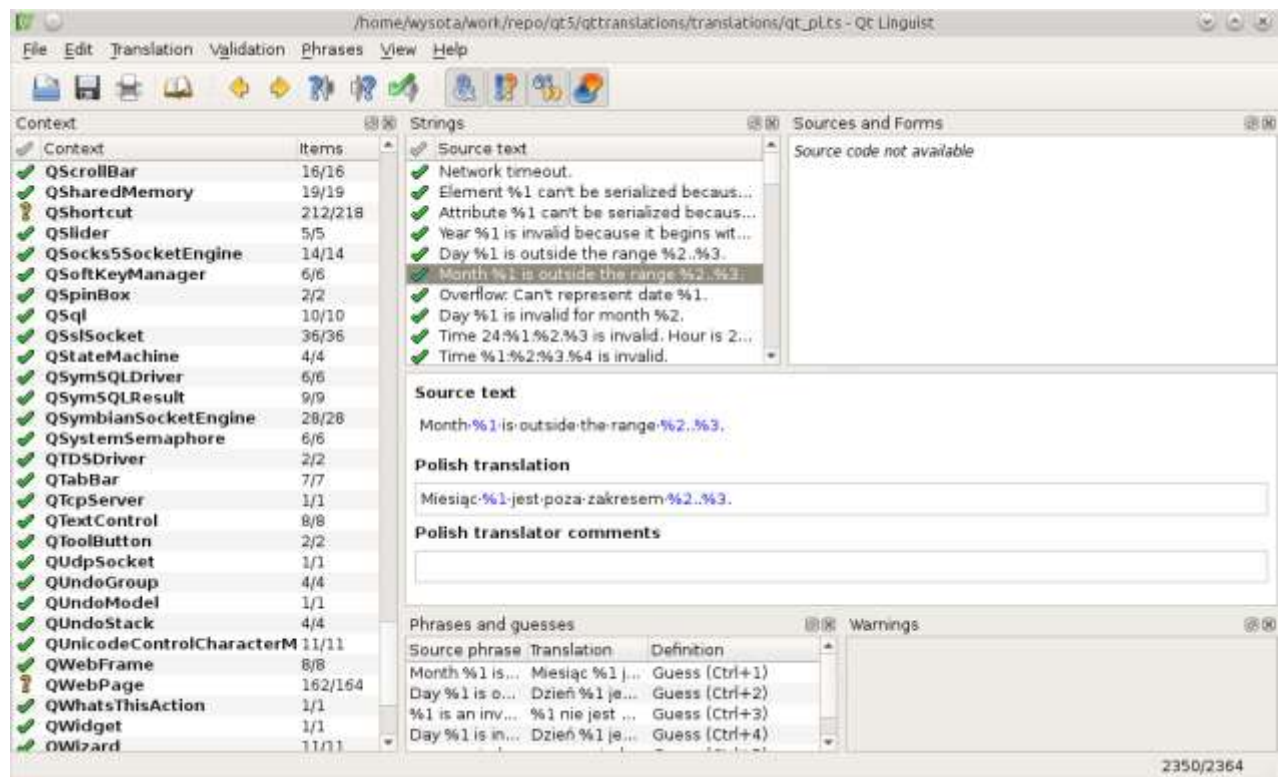 /home/wysota/work/repo/qt5/qttranslations/translations/qt_pl.ts - Qt Linguist
File Edit Translation Validation Phrases View Help
Context
Context Items
QScrollBar 16/16
QSharedMemory 19/19
QShortcut 212/218
QSlider 5/5
QSocks5SocketEngine 14/14
QSoftKeyManager 6/6
QSpinBox 2/2
QSql 10/10
QSslSocket 36/36
QStateMachine 4/4
QSymSQLDriver 6/6
QSymSQLResult 9/9
QSymbianSocketEngine 28/28
QSystemSemaphore 6/6
QTDSDriver 2/2
QTabBar 7/7
QTcpServer 1/1
QTextControl 8/8
QToolButton 2/2
QUdpSocket 1/1
QUndoGroup 4/4
QUndoModel 1/1
QUndoStack 4/4
QUnicodeControlCharacterM 11/11
QWebFrame 8/8
QWebPage 162/164
QWhatsThisAction 1/1
QWidget 1/1
QWizard 11/11
Strings
Source text
Network timeout.
Element %1 can't be serialized becaus...
Attribute %1 can't be serialized becaus...
Year %1 is invalid because it begins wit...
Day %1 is outside the range %2..%3.
Month %1 is outside the range %2..%3.
Overflow: Can't represent date %1.
Day %1 is invalid for month %2.
Time 24:%1:%2.%3 is invalid. Hour is 2...
Time %1:%2:%3.%4 is invalid.
Sources and Forms
Source code not available
Source text
Month·%1·is·outside·the·range·%2..%3.
Polish translation
Miesiąc·%1·jest·poza·zakresem·%2..%3.
Polish translator comments
Phrases and guesses
Source phrase Translation Definition
Month %1 is... Miesiąc %1 j... Guess (Ctrl+1)
Day %1 is o... Dzień %1 je... Guess (Ctrl+2)
%1 is an inv... %1 nie jest ... Guess (Ctrl+3)
Day %1 is in... Dzień %1 je... Guess (Ctrl+4)
Warnings
2350/2364